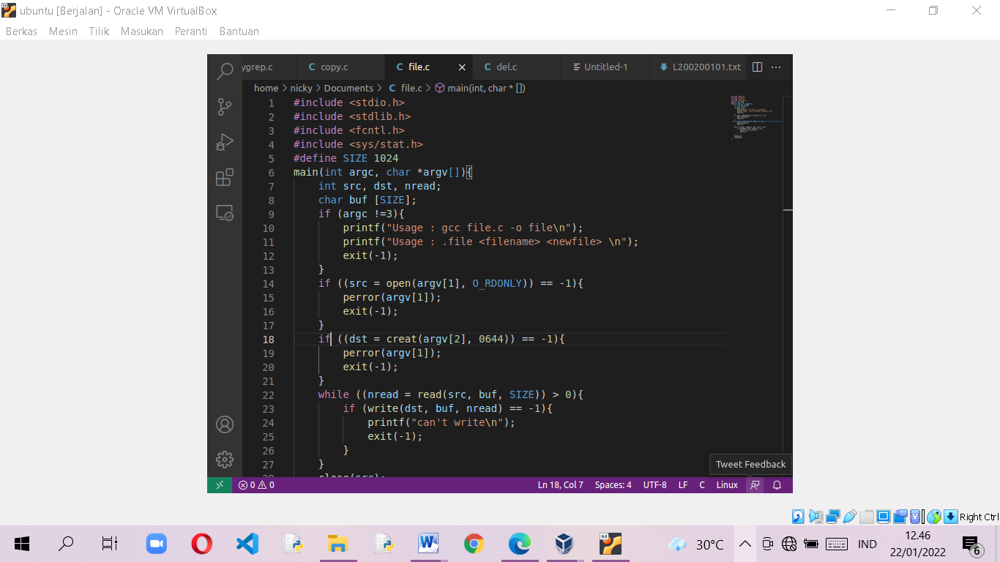 ubuntu [Berjalan] - Oracle VM VirtualBox
Berkas Mesin Tilik Masukan Peranti Bantuan
ygrep.c C copy.c C file.c C del.c Untitled-1 L200200101.txt
home > nicky > Documents > C file.c > main(int, char * [])
1 #include <stdio.h>
2 #include <stdlib.h>
3 #include <fcntl.h>
4 #include <sys/stat.h>
5 #define SIZE 1024
6 main(int argc, char *argv[]){
7 int src, dst, nread;
8 char buf [SIZE];
9 if (argc !=3){
10 printf("Usage : gcc file.c -o file\n");
11 printf("Usage : .file <filename> <newfile> \n");
12 exit(-1);
13 }
14 if ((src = open(argv[1], O_RDONLY)) == -1){
15 perror(argv[1]);
16 exit(-1);
17 }
18 if ((dst = creat(argv[2], 0644)) == -1){
19 perror(argv[1]);
20 exit(-1);
21 }
22 while ((nread = read(src, buf, SIZE)) > 0){
23 if (write(dst, buf, nread) == -1){
24 printf("can't write\n");
25 exit(-1);
26 }
27 }
28 close(src);
Tweet Feedback
0 0 Ln 18, Col 7 Spaces: 4 UTF-8 LF C Linux
Right Ctrl
64 30°C IND 12.46
22/01/2022 6